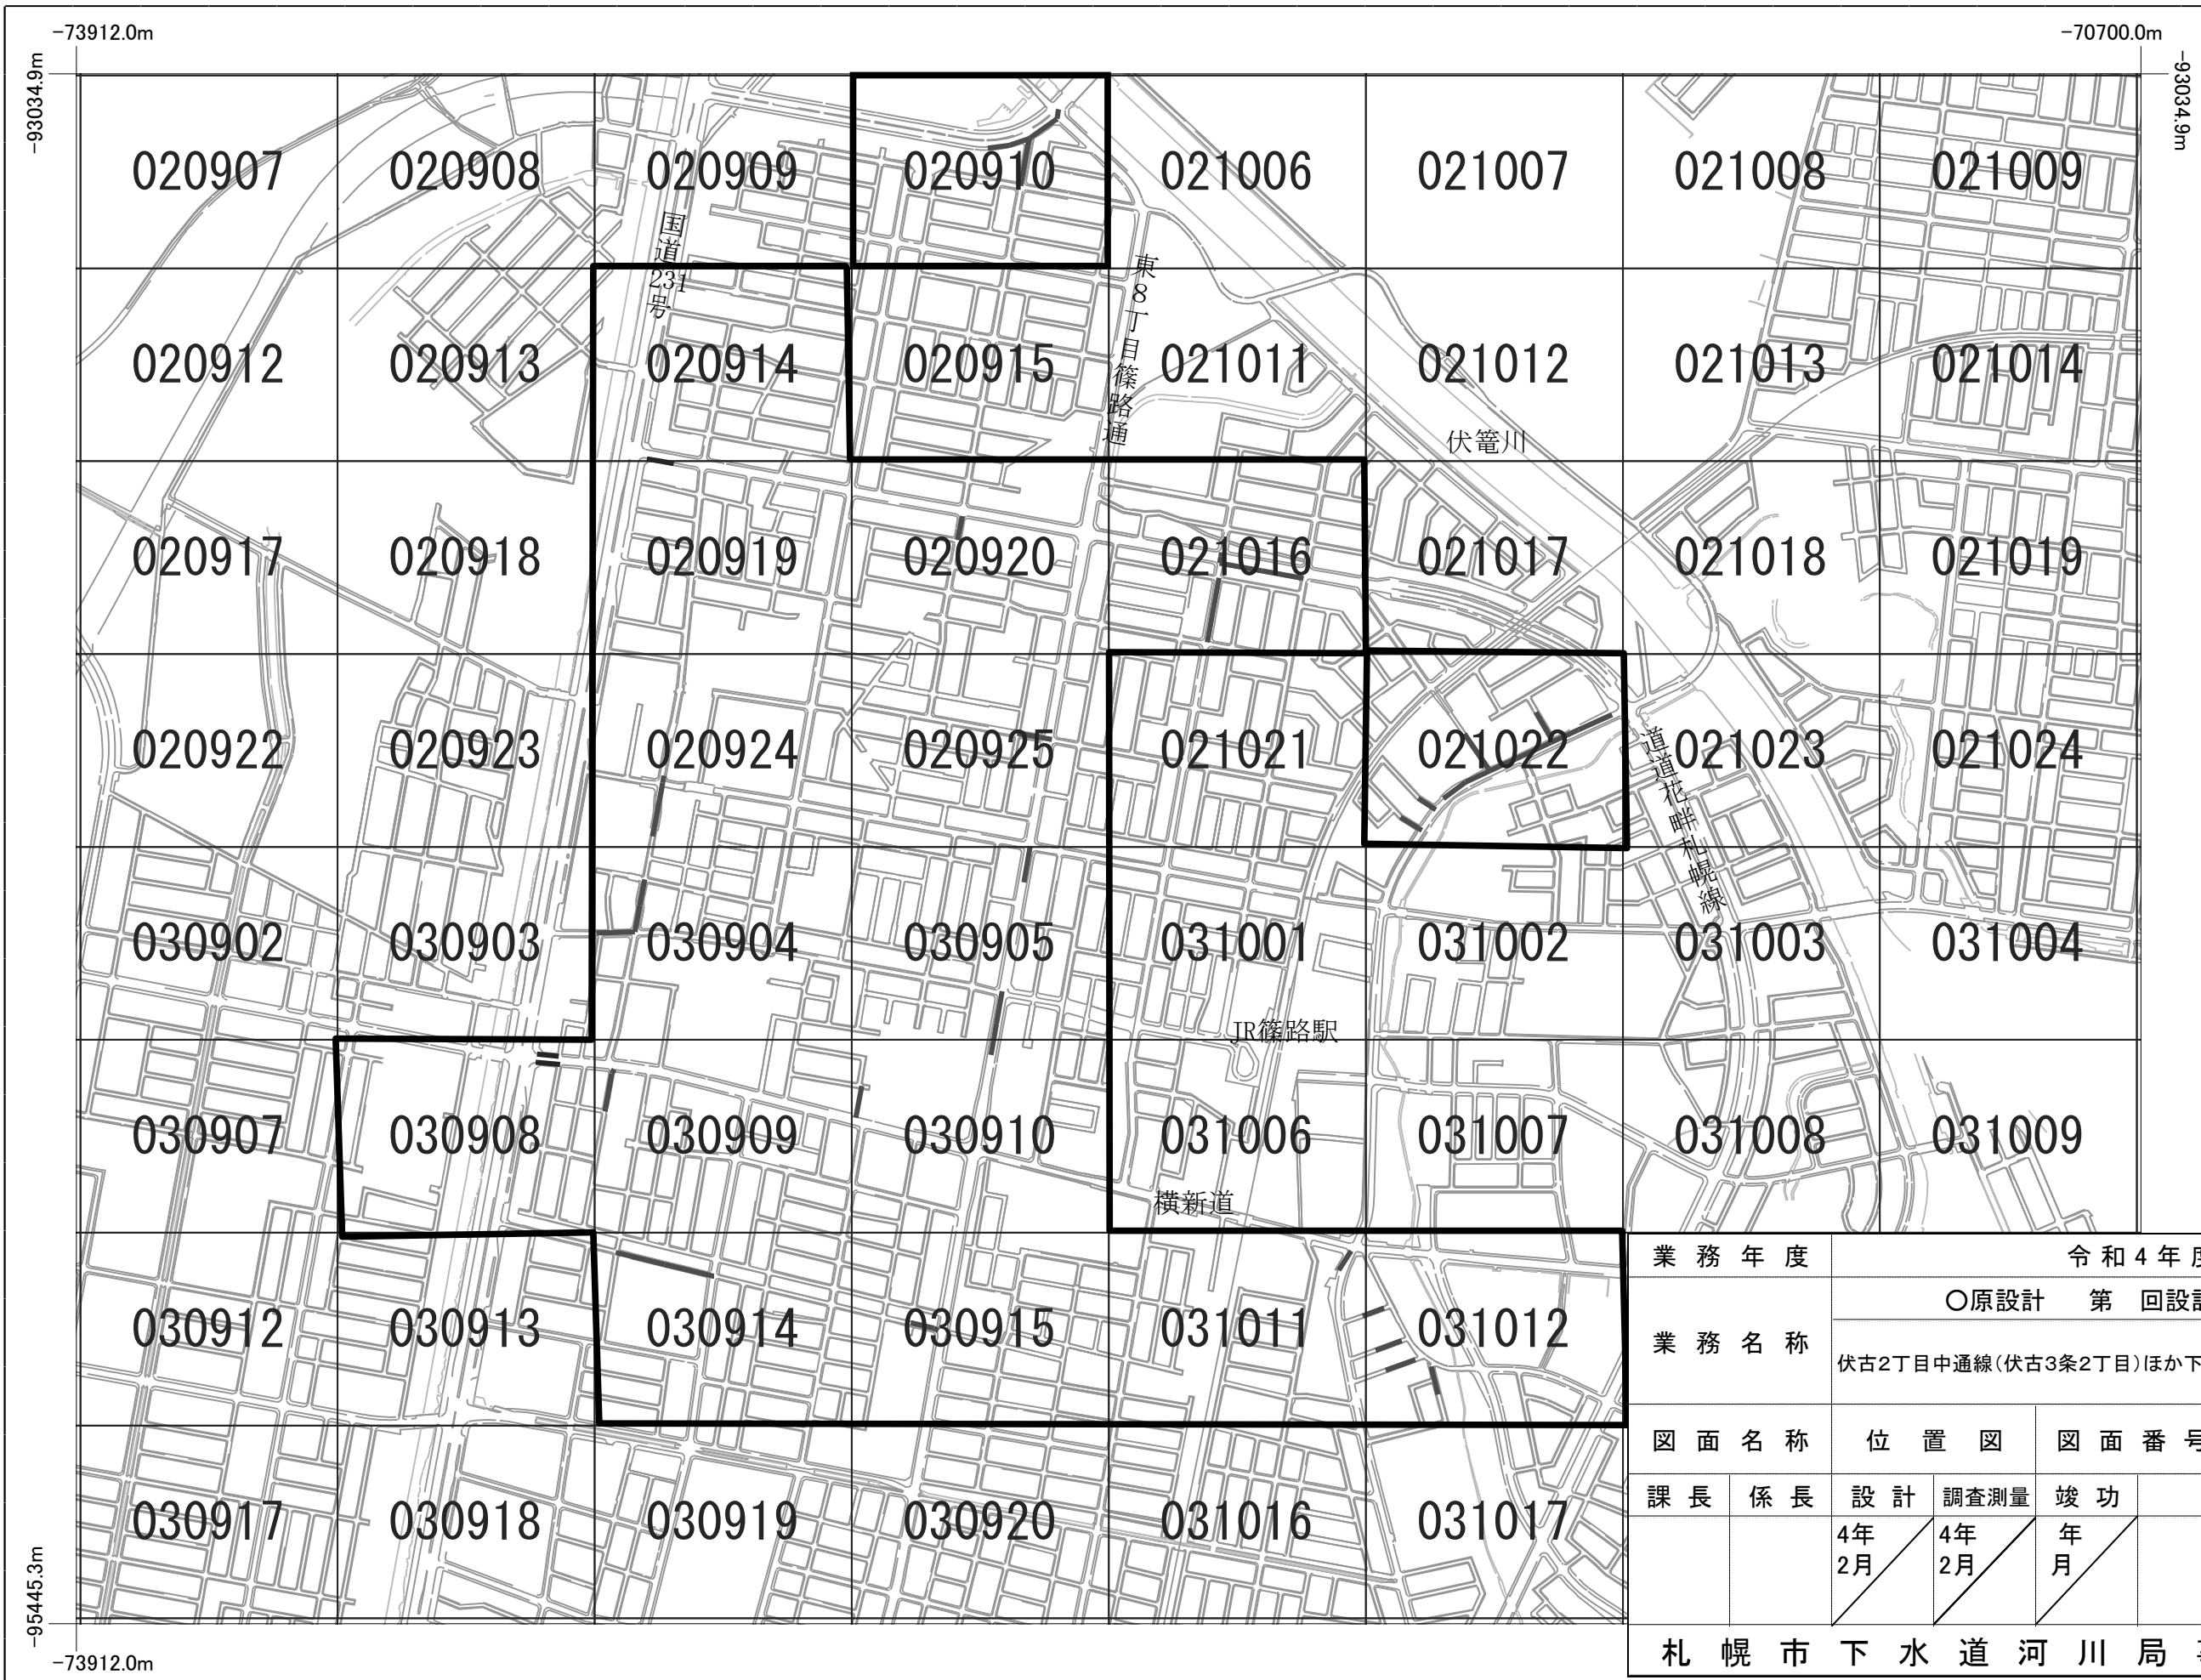 -73912.0m
-70700.0m
-93034.9m
-93034.9m
020907 020908 020909 020910 021006 021007 021008 021009
国道231号
東8丁目篠路通
020912 020913 020914 020915 021011 021012 021013 021014
伏篭川
020917 020918 020919 020920 021016 021017 021018 021019
020922 020923 020924 020925 021021 021022 021023 021024
道道花畔札幌線
030902 030903 030904 030905 031001 031002 031003 031004
JR篠路駅
030907 030908 030909 030910 031006 031007 031008 031009
横新道
030912 030913 030914 030915 031011 031012
030917 030918 030919 030920 031016 031017
-95445.3m
-73912.0m
業務年度 令和4年度
業務名称 〇原設計 第 回設計
伏古2丁目中通線(伏古3条2丁目)ほか下
図面名称 位置図 図面番号
課長 係長 設計 調査測量 竣功
4年 4年 年
2月 2月 月
札幌市下水道河川局